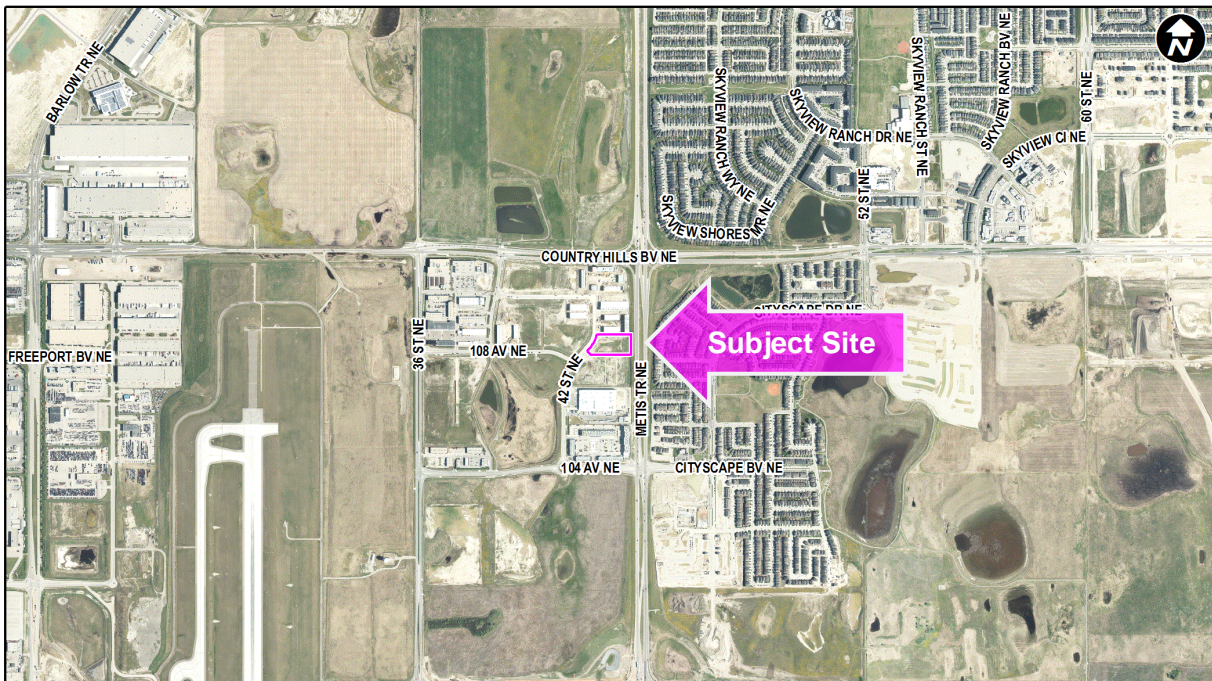 N
BARLOW TR NE
SKYVIEW RANCH WY NE
SKYVIEW RANCH DR NE
SKYVIEW RANCH ST NE
SKYVIEW RANCH BV NE
60 ST NE
SKYVIEW CI NE
SKYVIEW SHORES MR NE
52 ST NE
COUNTRY HILLS BV NE
CITYSCAPE DR NE
Subject Site
FREEPORT BV NE
36 ST NE
108 AV NE
42 ST NE
METIS TR NE
104 AV NE
CITYSCAPE BV NE